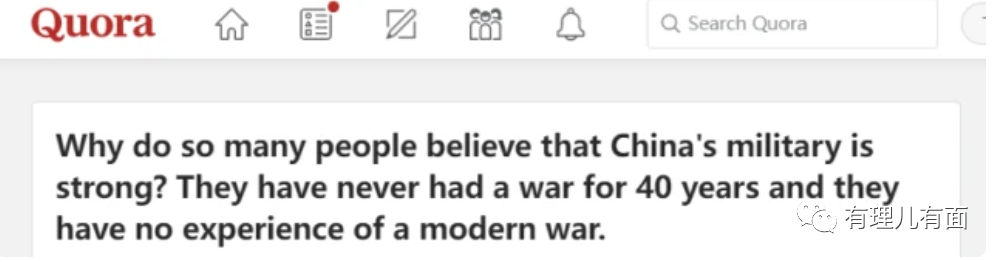 Quora
Search Quora
Why do so many people believe that China's military is
strong? They have never had a war for 40 years and they
have no experience of a modern war.
有理儿有面